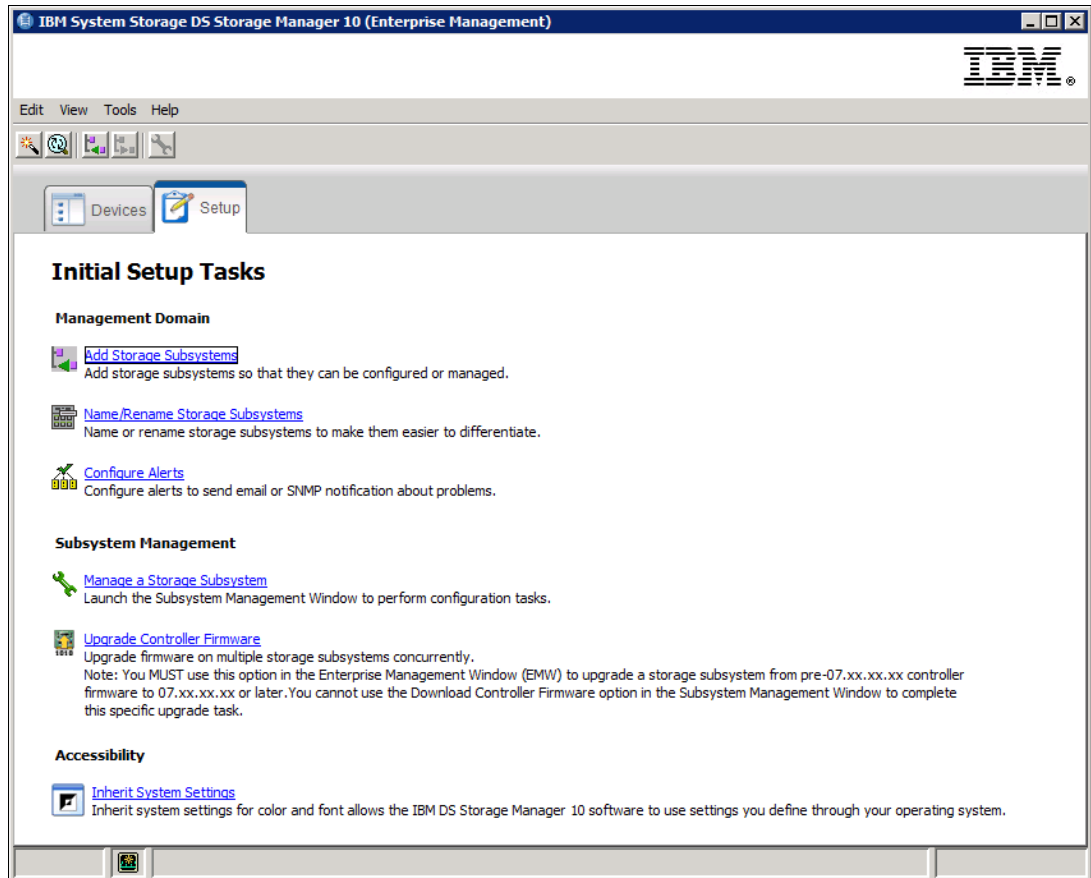 IBM System Storage DS Storage Manager 10 (Enterprise Management)
IBM®
Edit View Tools Help
Devices Setup
Initial Setup Tasks
Management Domain
Add Storage Subsystems
Add storage subsystems so that they can be configured or managed.
Name/Rename Storage Subsystems
Name or rename storage subsystems to make them easier to differentiate.
Configure Alerts
Configure alerts to send email or SNMP notification about problems.
Subsystem Management
Manage a Storage Subsystem
Launch the Subsystem Management Window to perform configuration tasks.
1010
Upgrade Controller Firmware
Upgrade firmware on multiple storage subsystems concurrently.
Note: You MUST use this option in the Enterprise Management Window (EMW) to upgrade a storage subsystem from pre-07.xx.xx.xx controller
firmware to 07.xx.xx.xx or later.You cannot use the Download Controller Firmware option in the Subsystem Management Window to complete
this specific upgrade task.
Accessibility
Inherit System Settings
Inherit system settings for color and font allows the IBM DS Storage Manager 10 software to use settings you define through your operating system.